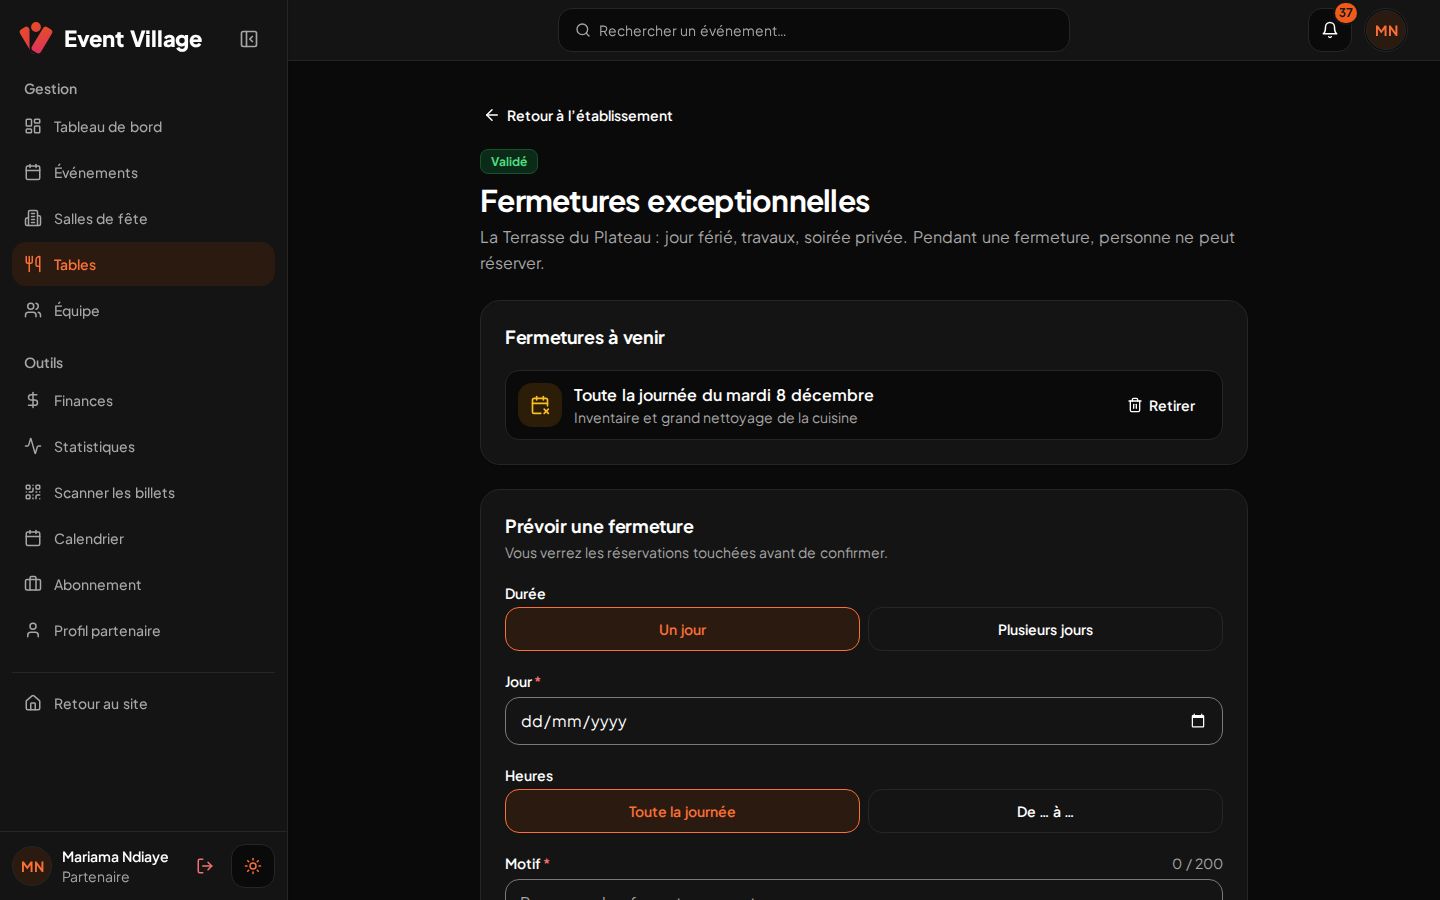 Event Village
Rechercher un événement...
37
MN
Gestion
Tableau de bord
Événements
Salles de fête
Tables
Équipe
Outils
Finances
Statistiques
Scanner les billets
Calendrier
Abonnement
Profil partenaire
Retour au site
MN
Mariama Ndiaye
Partenaire
Retour à l'établissement
Validé
Fermetures exceptionnelles
La Terrasse du Plateau : jour férié, travaux, soirée privée. Pendant une fermeture, personne ne peut
réserver.
Fermetures à venir
Toute la journée du mardi 8 décembre
Inventaire et grand nettoyage de la cuisine
Retirer
Prévoir une fermeture
Vous verrez les réservations touchées avant de confirmer.
Durée
Un jour
Plusieurs jours
Jour *
dd/mm/yyyy
Heures
Toute la journée
De ... à ...
Motif *
0 / 200